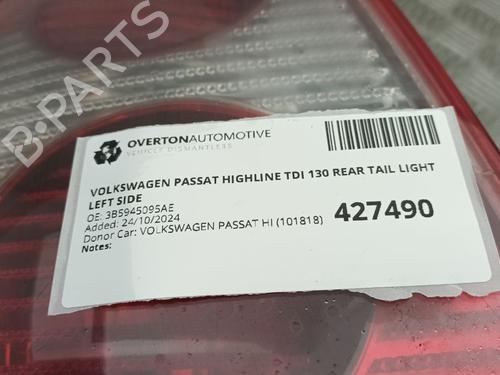 B-PARTS
OVERTONAUTOMOTIVE
VEHICLE DISMANTLERS
VOLKSWAGEN PASSAT HIGHLINE TDI 130 REAR TAIL LIGHT
LEFT SIDE
OE: 3B5945095AE
Added: 24/10/2024
Donor Car: VOLKSWAGEN PASSAT HI (101818)
Notes:
427490